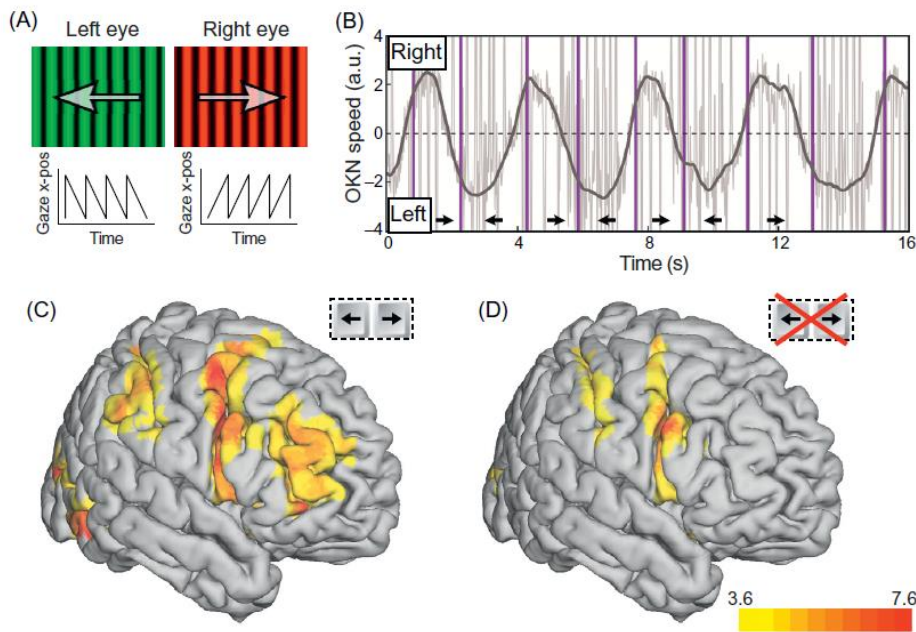 (A)
Left eye
Right eye
Gaze x-pos
Time
Gaze x-pos
Time
(B)
OKN speed (a.u.)
4
2
0
−2
−4
Right
Left
0
4
8
12
16
Time (s)
(C)
(D)
3.6
7.6